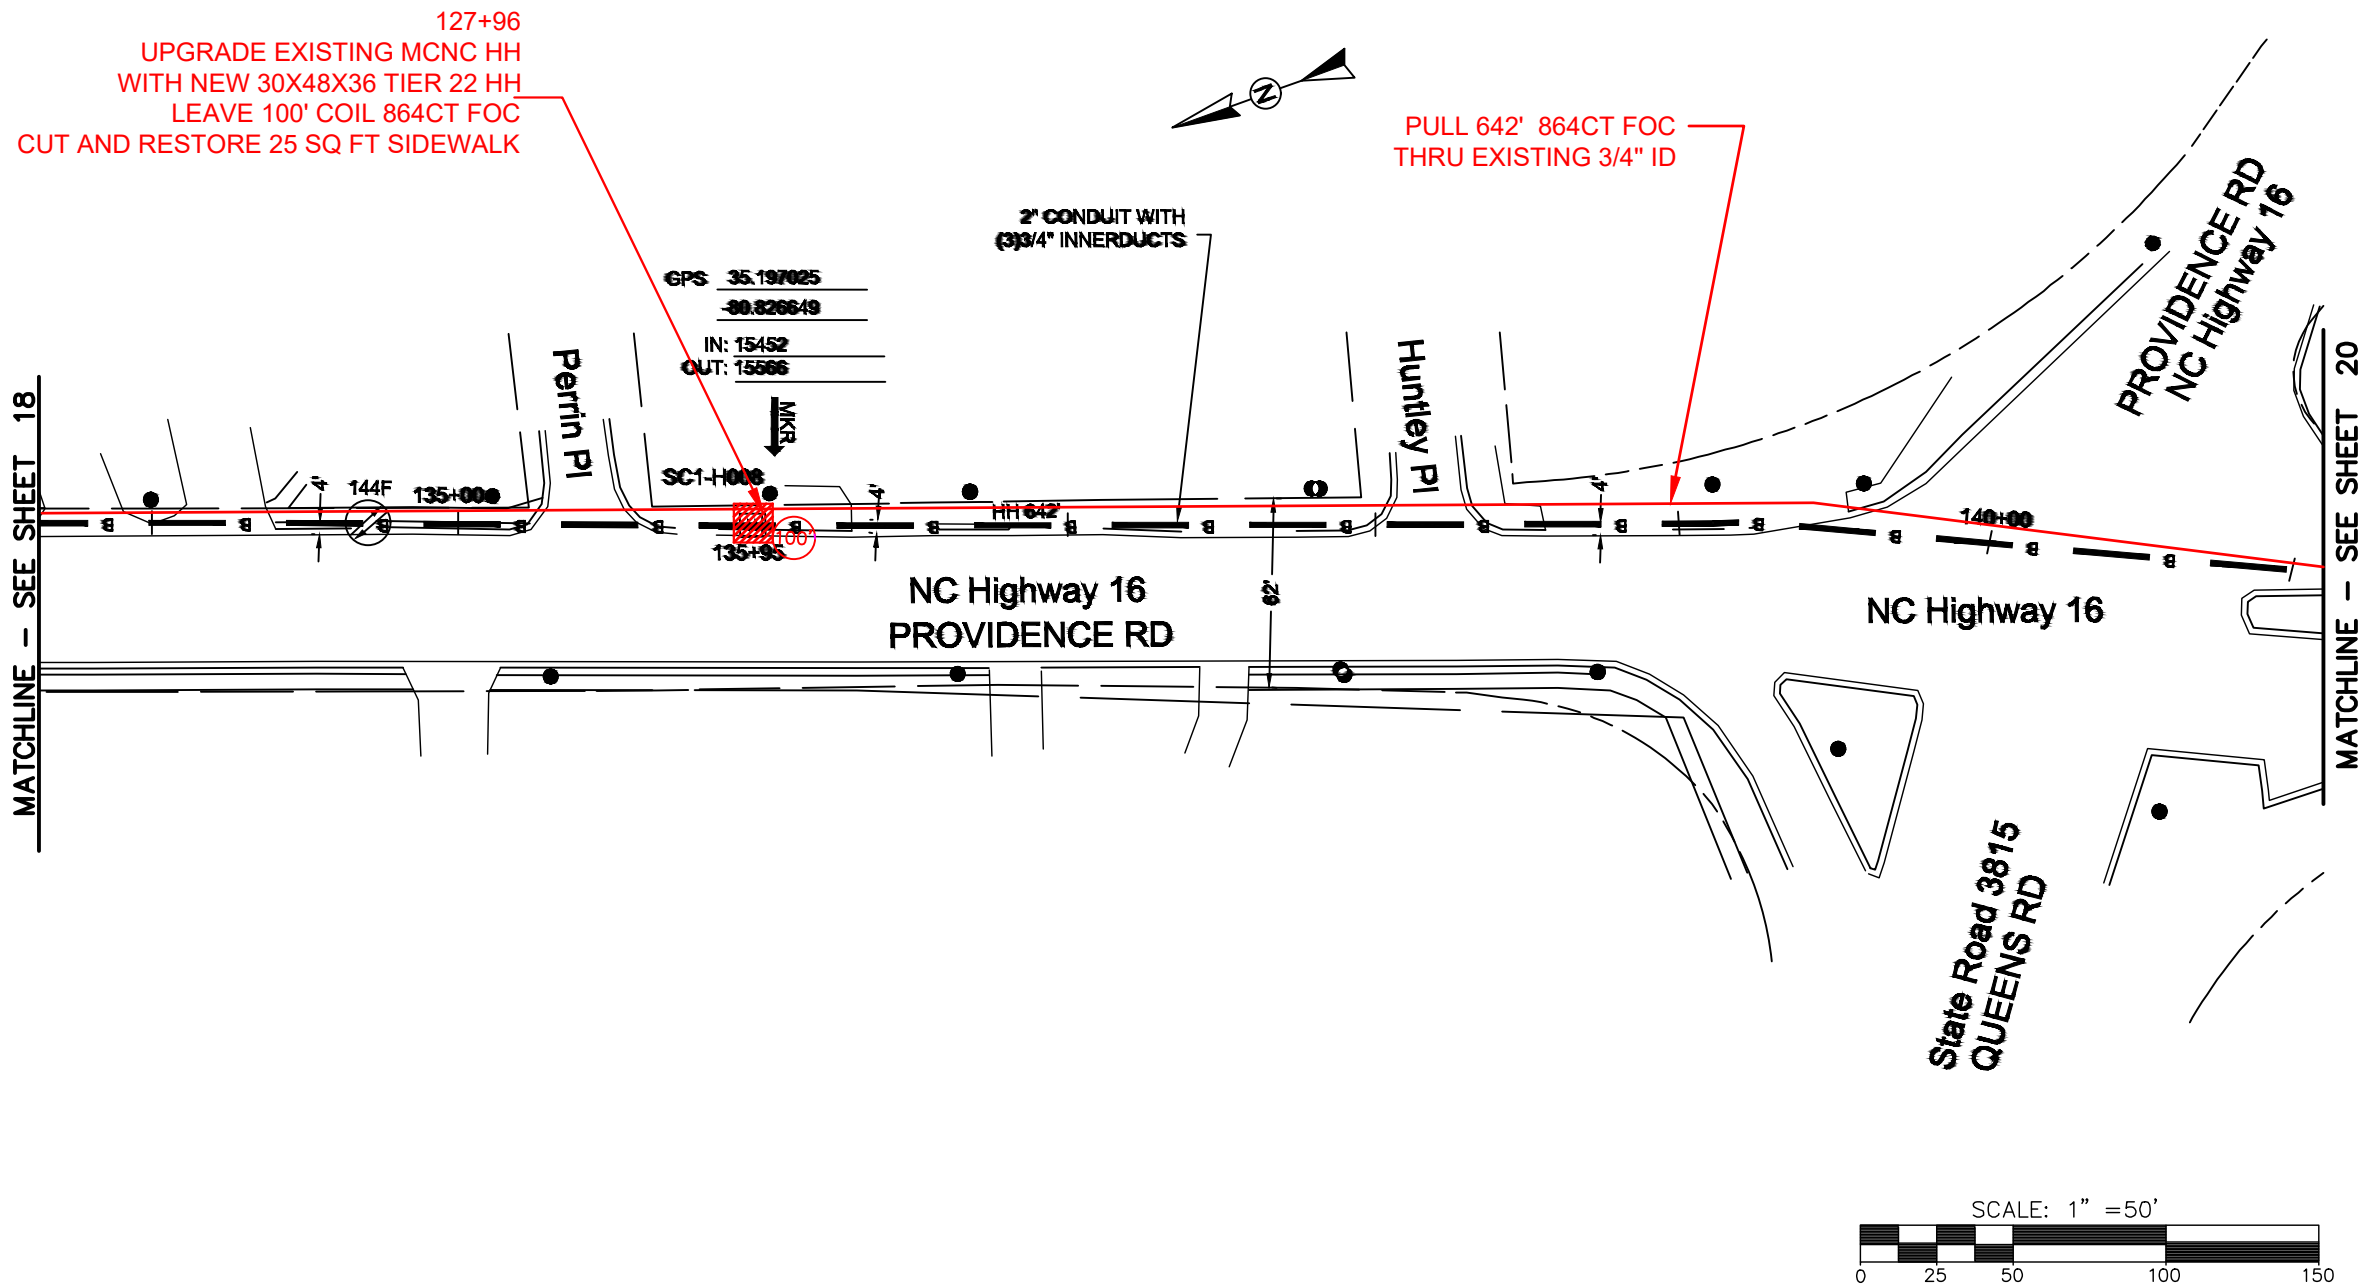 127+96
UPGRADE EXISTING MCNC HH
WITH NEW 30X48X36 TIER 22 HH
LEAVE 100' COIL 864CT FOC
CUT AND RESTORE 25 SQ FT SIDEWALK
N
PULL 642' 864CT FOC
THRU EXISTING 3/4" ID
2" CONDUIT WITH
(3)3/4" INNERDUCTS
GPS 35.197025
-80.826649
IN: 15452
OUT: 15566
MKR
SC1-H008
PROVIDENCE RD
NC Highway 16
Perrin Pl
Huntley Pl
MATCHLINE - SEE SHEET 18
MATCHLINE - SEE SHEET 20
4'
144F
135+00
4'
HH 642'
4'
140+00
B B B B B B B B B B B B B B B B
100'
135+95
62'
NC Highway 16
PROVIDENCE RD
NC Highway 16
State Road 3815
QUEENS RD
SCALE: 1" =50'
0 25 50 100 150